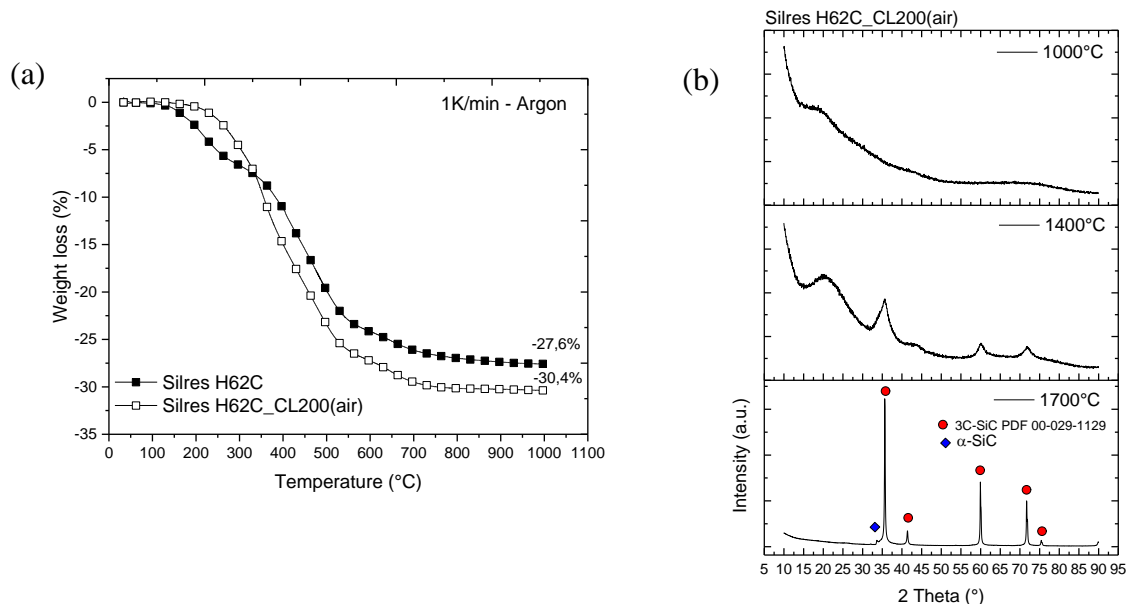 (a)
1K/min - Argon
0
-5
-10
-15
-20
-25
-30
-35
Weight loss (%)
-27,6%
-30,4%
Silres H62C
Silres H62C_CL200(air)
0 100 200 300 400 500 600 700 800 900 1000 1100
Temperature (°C)
(b)
Silres H62C_CL200(air)
1000°C
1400°C
1700°C
3C-SiC PDF 00-029-1129
α-SiC
Intensity (a.u.)
5 10 15 20 25 30 35 40 45 50 55 60 65 70 75 80 85 90 95
2 Theta (°)